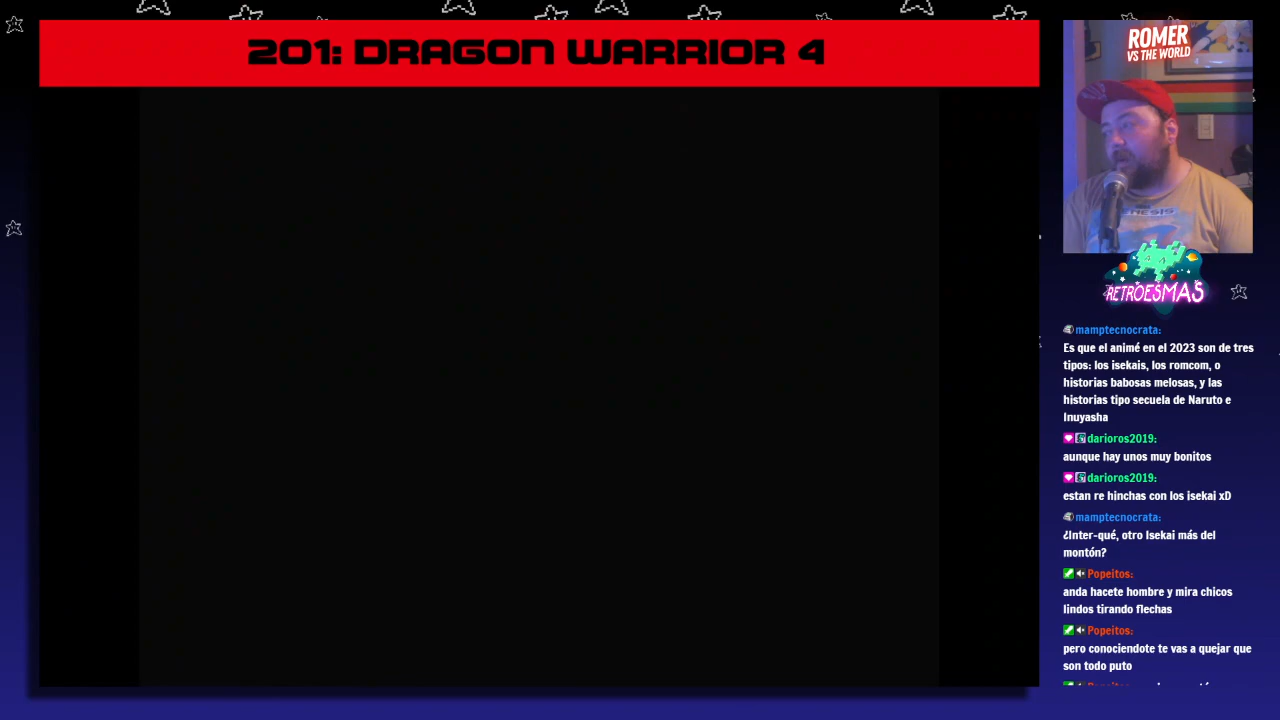 201: DRAGON WARRIOR 4
ROMER
VS THE WORLD
GENESIS
RETROESMAS
mamptecnocrata:
Es que el animé en el 2023 son de tres
tipos: los isekais, los romcom, o
historias babosas melosas, y las
historias tipo secuela de Naruto e
Inuyasha
darioros2019:
aunque hay unos muy bonitos
darioros2019:
estan re hinchas con los isekai xD
mamptecnocrata:
¿Inter-qué, otro Isekai más del
montón?
Popeitos:
anda hacete hombre y mira chicos
lindos tirando flechas
Popeitos:
pero conociendote te vas a quejar que
son todo puto